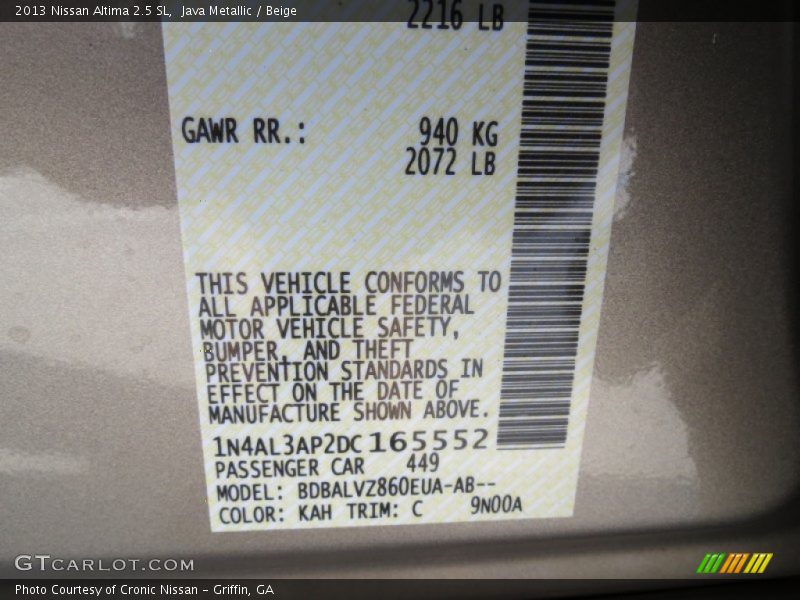 2013 Nissan Altima 2.5 SL,  Java Metallic / Beige
2216 LB
GAWR RR.: 940 KG
2072 LB
THIS VEHICLE CONFORMS TO
ALL APPLICABLE FEDERAL
MOTOR VEHICLE SAFETY,
BUMPER, AND THEFT
PREVENTION STANDARDS IN
EFFECT ON THE DATE OF
MANUFACTURE SHOWN ABOVE.
1N4AL3AP2DC165552
PASSENGER CAR 449
MODEL: BDBALVZ860EUA-AB--
COLOR: KAH TRIM: C 9N00A
GTCARLOT.COM
Photo Courtesy of Cronic Nissan - Griffin, GA